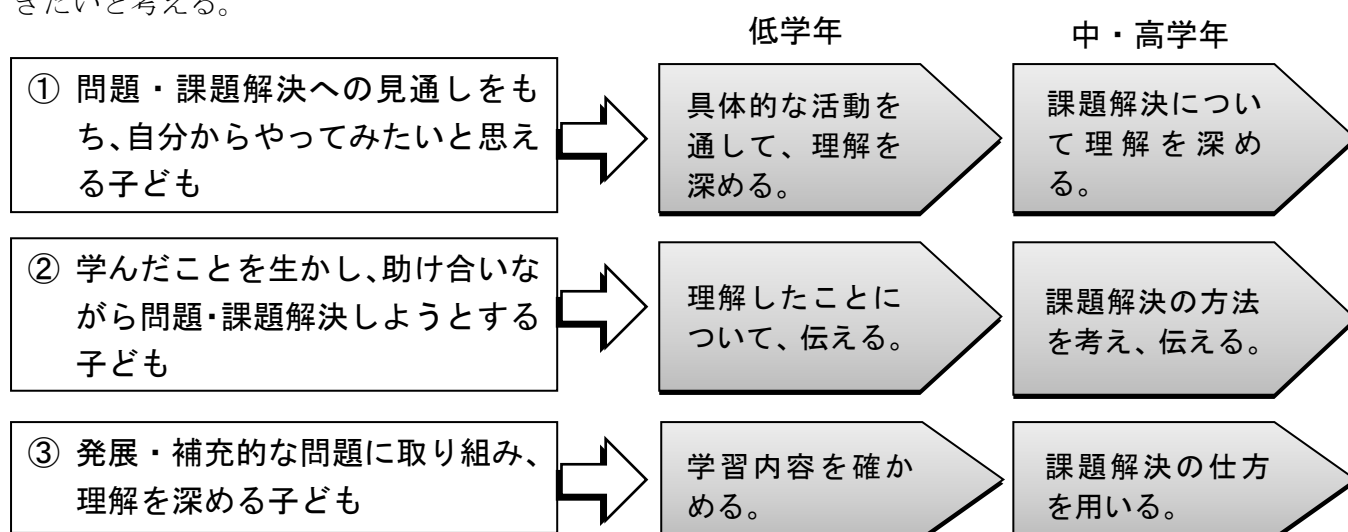 きたいと考える。
低学年
中・高学年
① 問題・課題解決への見通しをも
ち、自分からやってみたいと思え
る子ども
具体的な活動を
通して、理解を
深める。
課題解決につい
て理解を深め
る。
② 学んだことを生かし、助け合いな
がら問題・課題解決しようとする
子ども
理解したことに
ついて、伝える。
課題解決の方法
を考え、伝える。
③ 発展・補充的な問題に取り組み、
理解を深める子ども
学習内容を確か
める。
課題解決の仕方
を用いる。